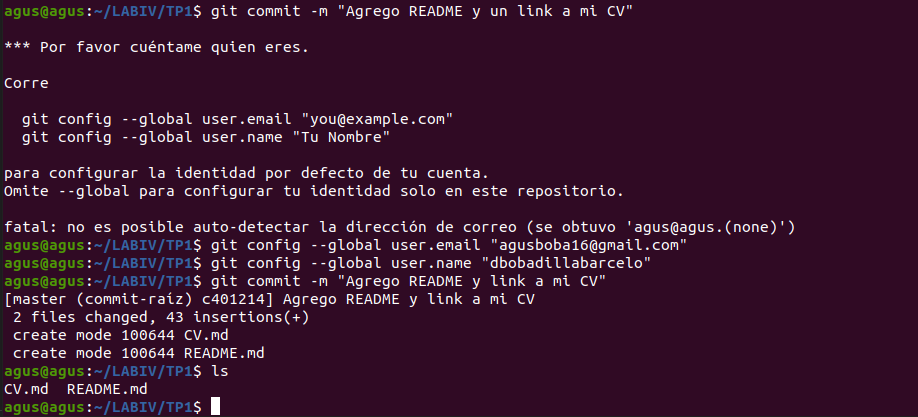 agus@agus:~/LABIV/TP1$ git commit -m "Agrego README y un link a mi CV"
*** Por favor cuéntame quien eres.
Corre
git config --global user.email "you@example.com"
git config --global user.name "Tu Nombre"
para configurar la identidad por defecto de tu cuenta.
Omite --global para configurar tu identidad solo en este repositorio.
fatal: no es posible auto-detectar la dirección de correo (se obtuvo 'agus@agus.(none)')
agus@agus:~/LABIV/TP1$ git config --global user.email "agusboba16@gmail.com"
agus@agus:~/LABIV/TP1$ git config --global user.name "dbobadillabarcelo"
agus@agus:~/LABIV/TP1$ git commit -m "Agrego README y link a mi CV"
[master (commit-raíz) c401214] Agrego README y link a mi CV
2 files changed, 43 insertions(+)
create mode 100644 CV.md
create mode 100644 README.md
agus@agus:~/LABIV/TP1$ ls
CV.md  README.md
agus@agus:~/LABIV/TP1$